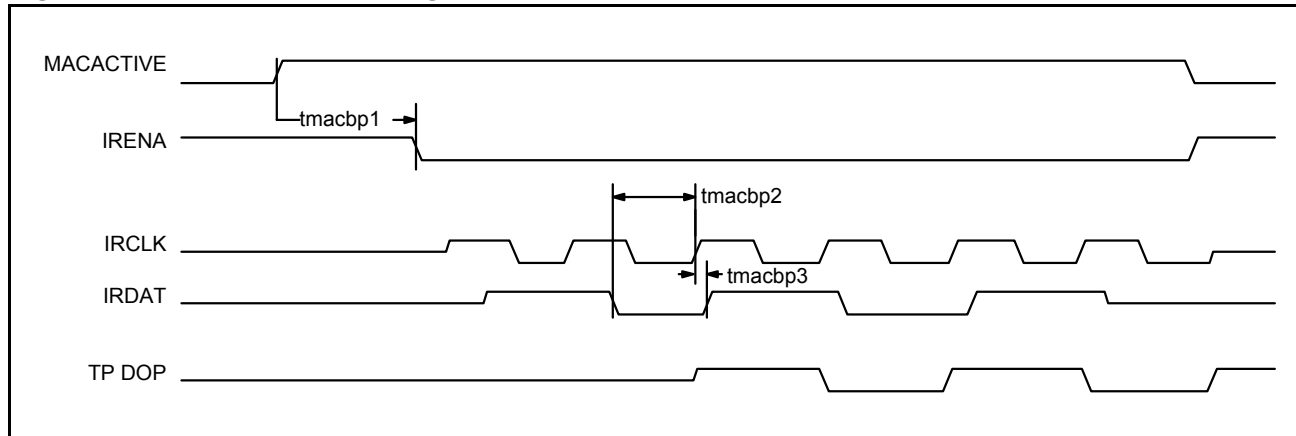 MACACTIVE
tmacbp1
IRENA
tmacbp2
IRCLK
tmacbp3
IRDAT
TP DOP